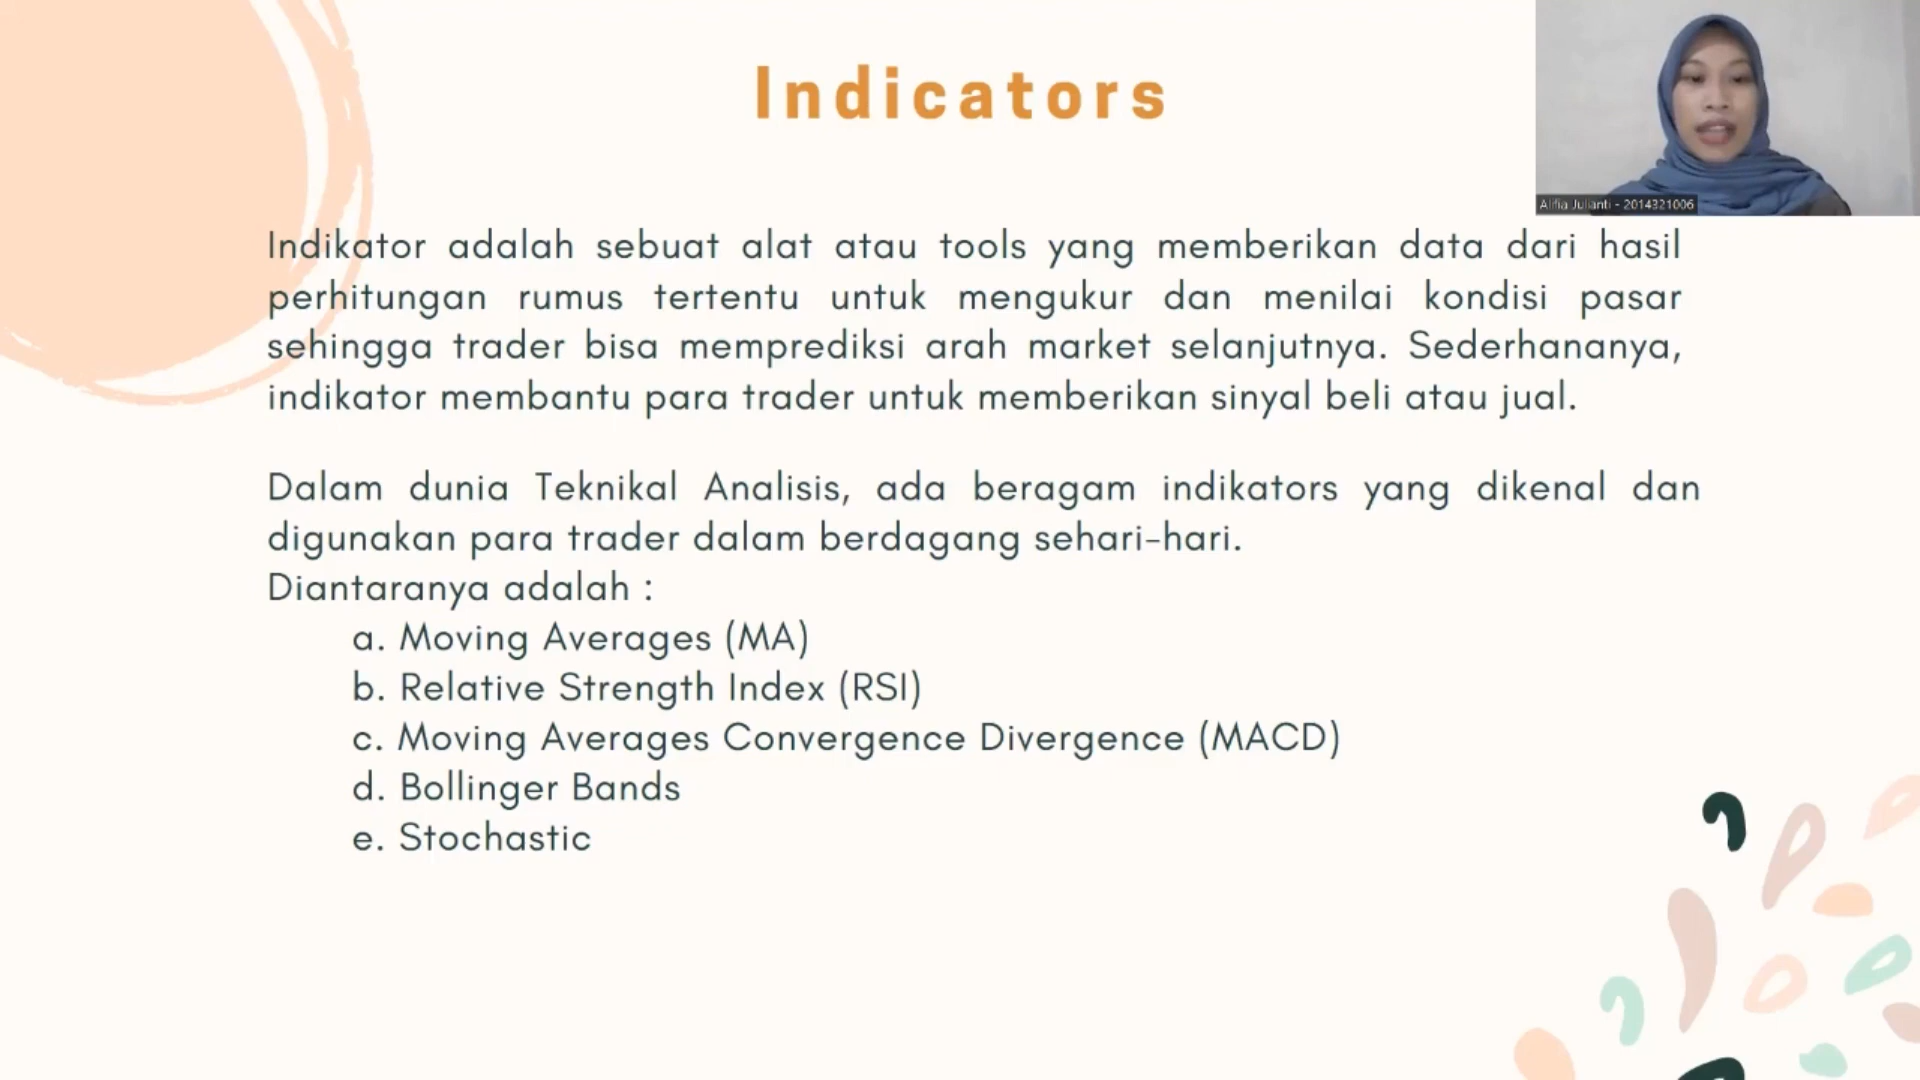 Indicators
Alifia Julianti - 2014321006
Indikator adalah sebuat alat atau tools yang memberikan data dari hasil
perhitungan rumus tertentu untuk mengukur dan menilai kondisi pasar
sehingga trader bisa memprediksi arah market selanjutnya. Sederhananya,
indikator membantu para trader untuk memberikan sinyal beli atau jual.
Dalam dunia Teknikal Analisis, ada beragam indikators yang dikenal dan
digunakan para trader dalam berdagang sehari-hari.
Diantaranya adalah :
a. Moving Averages (MA)
b. Relative Strength Index (RSI)
c. Moving Averages Convergence Divergence (MACD)
d. Bollinger Bands
e. Stochastic